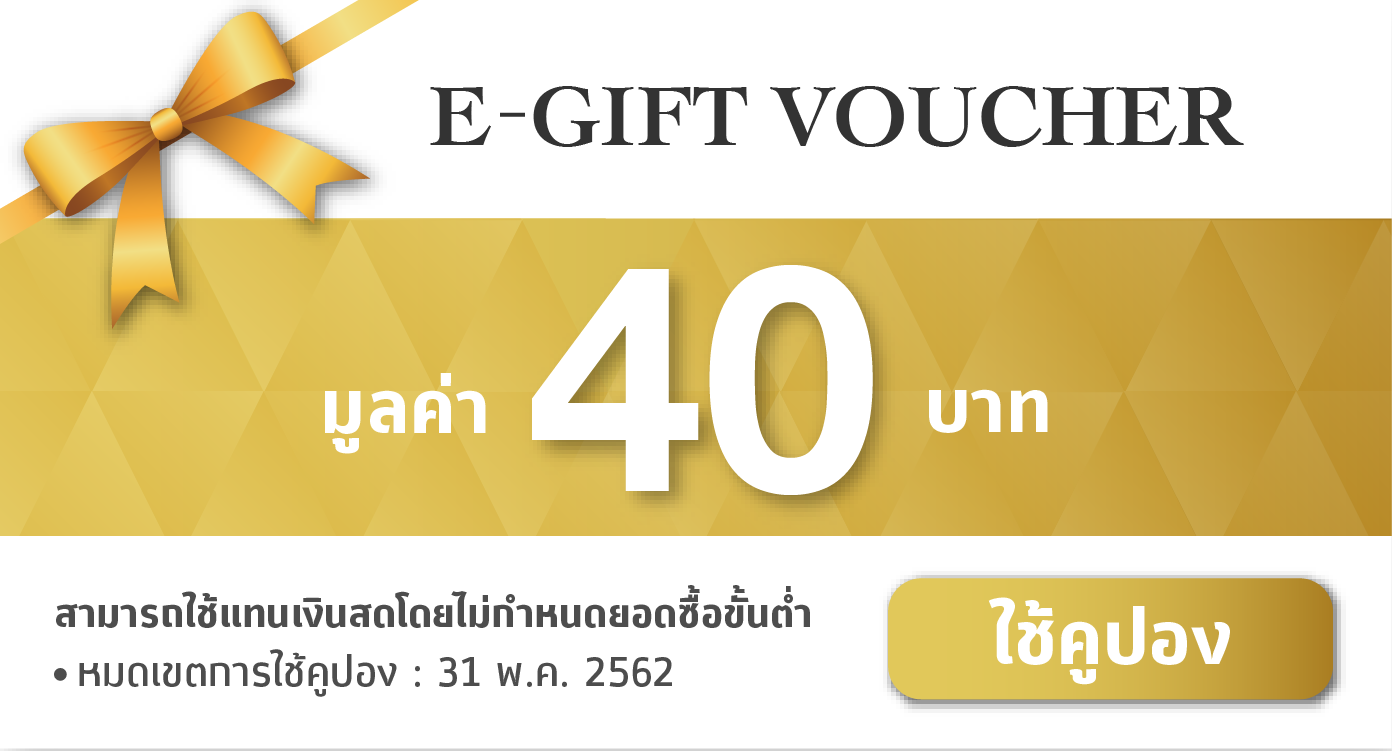 E-GIFT VOUCHER
มูลค่า 40 บาท
สามารถใช้แทนเงินสดโดยไม่กำหนดยอดซื้อขั้นต่ำ
• หมดเขตการใช้คูปอง : 31 พ.ค. 2562
ใช้คูปอง